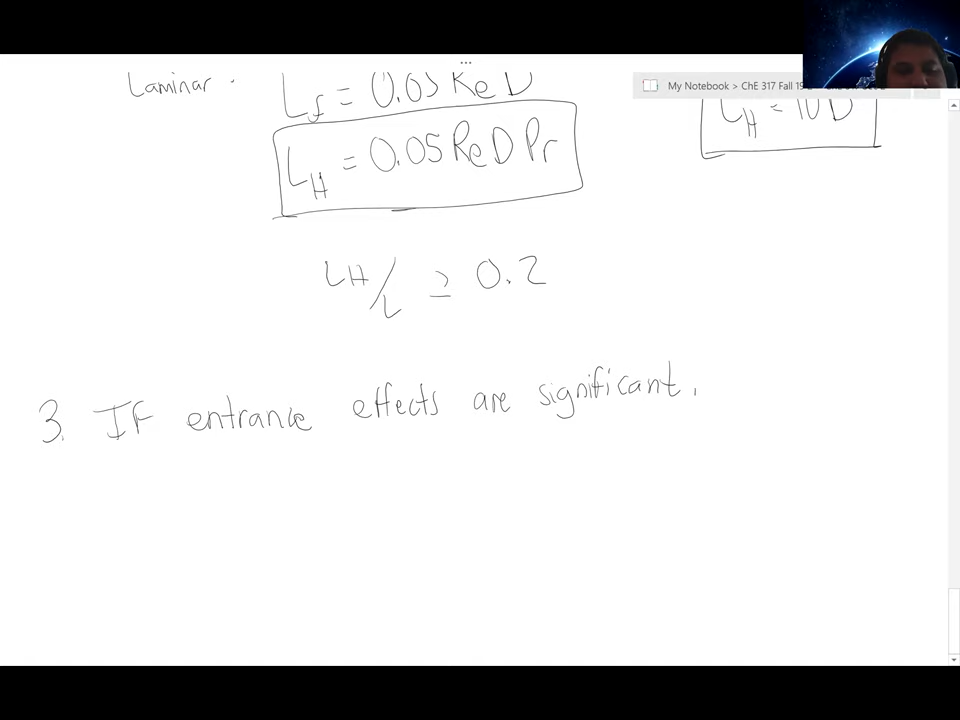 Laminar.
L_f = 0.05 Re D
My Notebook > ChE 317 Fall 19
L_H = 10 D
L_H = 0.05 Re D Pr
LH/L ≥ 0.2
3. IF entrance effects are significant.